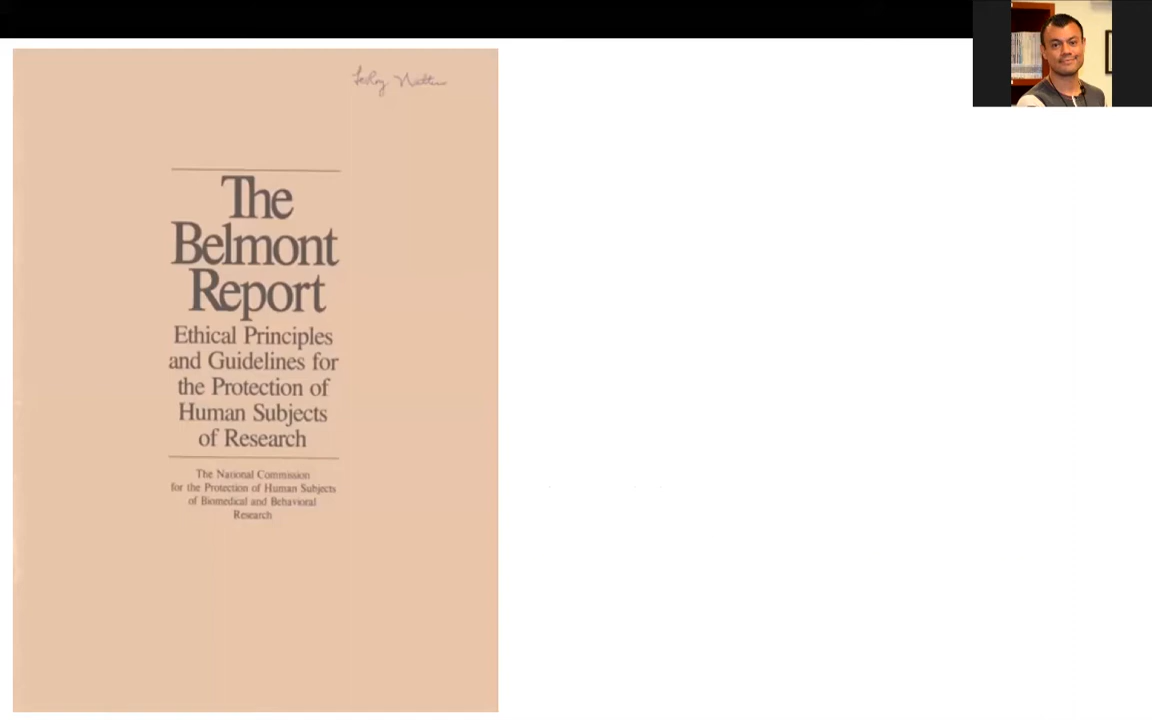 The
Belmont
Report
Ethical Principles
and Guidelines for
the Protection of
Human Subjects
of Research
The National Commission
for the Protection of Human Subjects
of Biomedical and Behavioral
Research